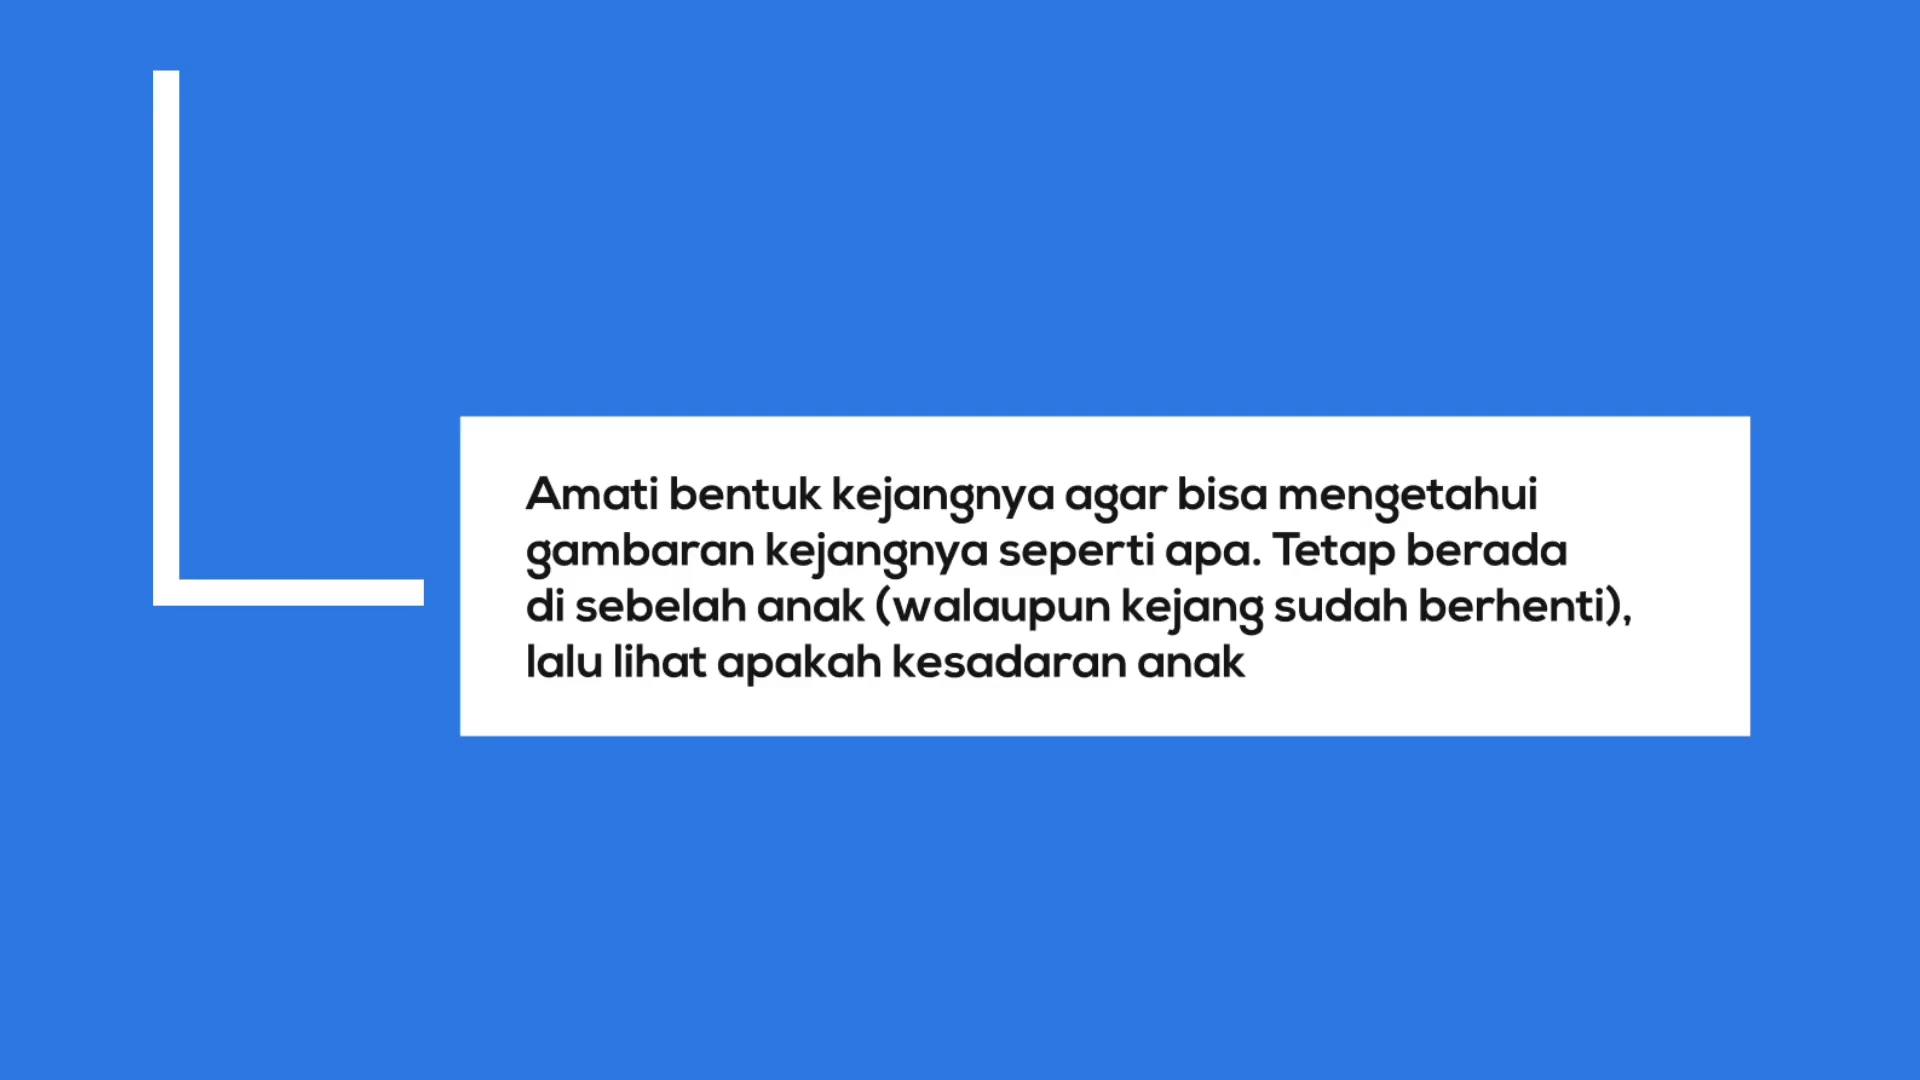 Amati bentuk kejangnya agar bisa mengetahui
gambaran kejangnya seperti apa. Tetap berada
di sebelah anak (walaupun kejang sudah berhenti),
lalu lihat apakah kesadaran anak